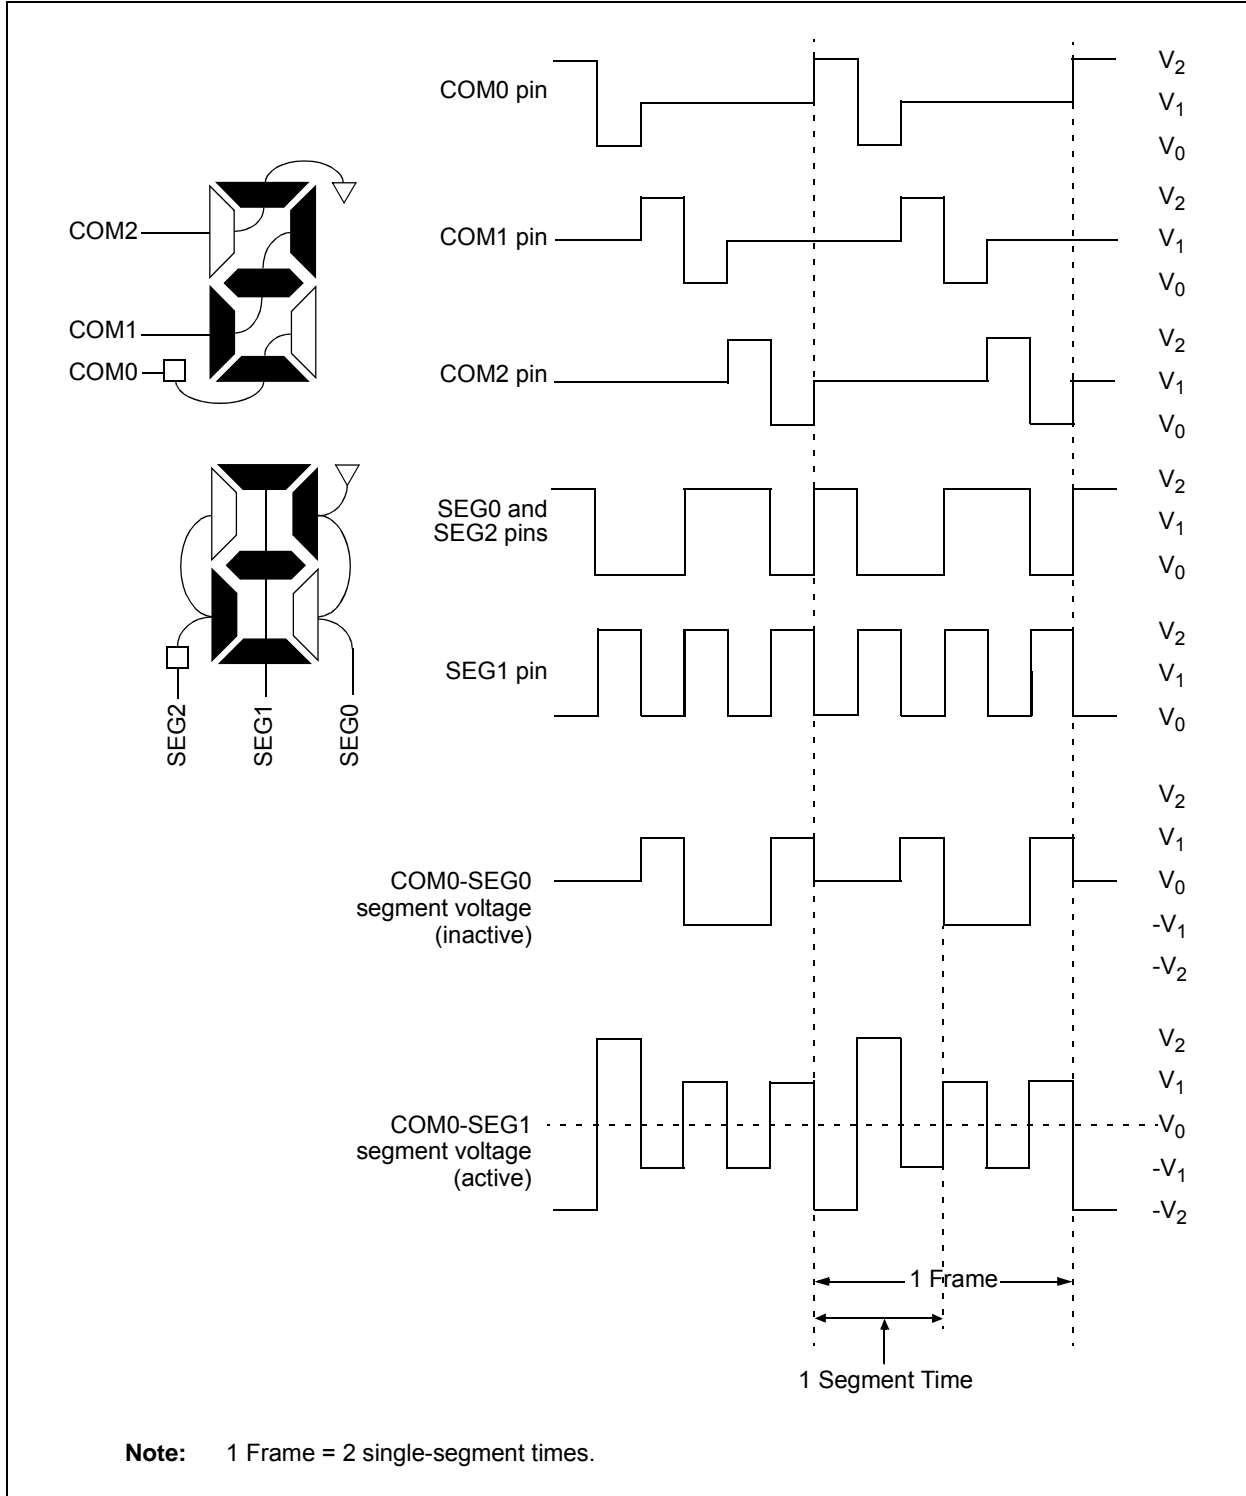 COM0 pin
V2
V1
V0
COM2
COM1
COM0
COM1 pin
V2
V1
V0
COM2 pin
V2
V1
V0
SEG0 and
SEG2 pins
V2
V1
V0
SEG1 pin
V2
V1
V0
SEG2
SEG1
SEG0
COM0-SEG0
segment voltage
(inactive)
V2
V1
V0
-V1
-V2
COM0-SEG1
segment voltage
(active)
V2
V1
V0
-V1
-V2
1 Frame
1 Segment Time
Note: 1 Frame = 2 single-segment times.